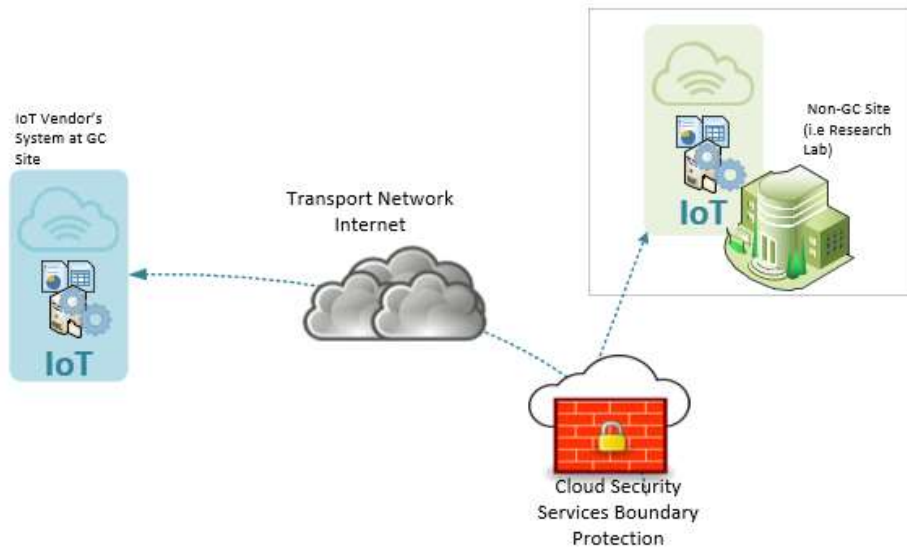 IoT Vendor's
System at GC
Site
IoT
Transport Network
Internet
IoT
Non-GC Site
(i.e Research
Lab)
Cloud Security
Services Boundary
Protection